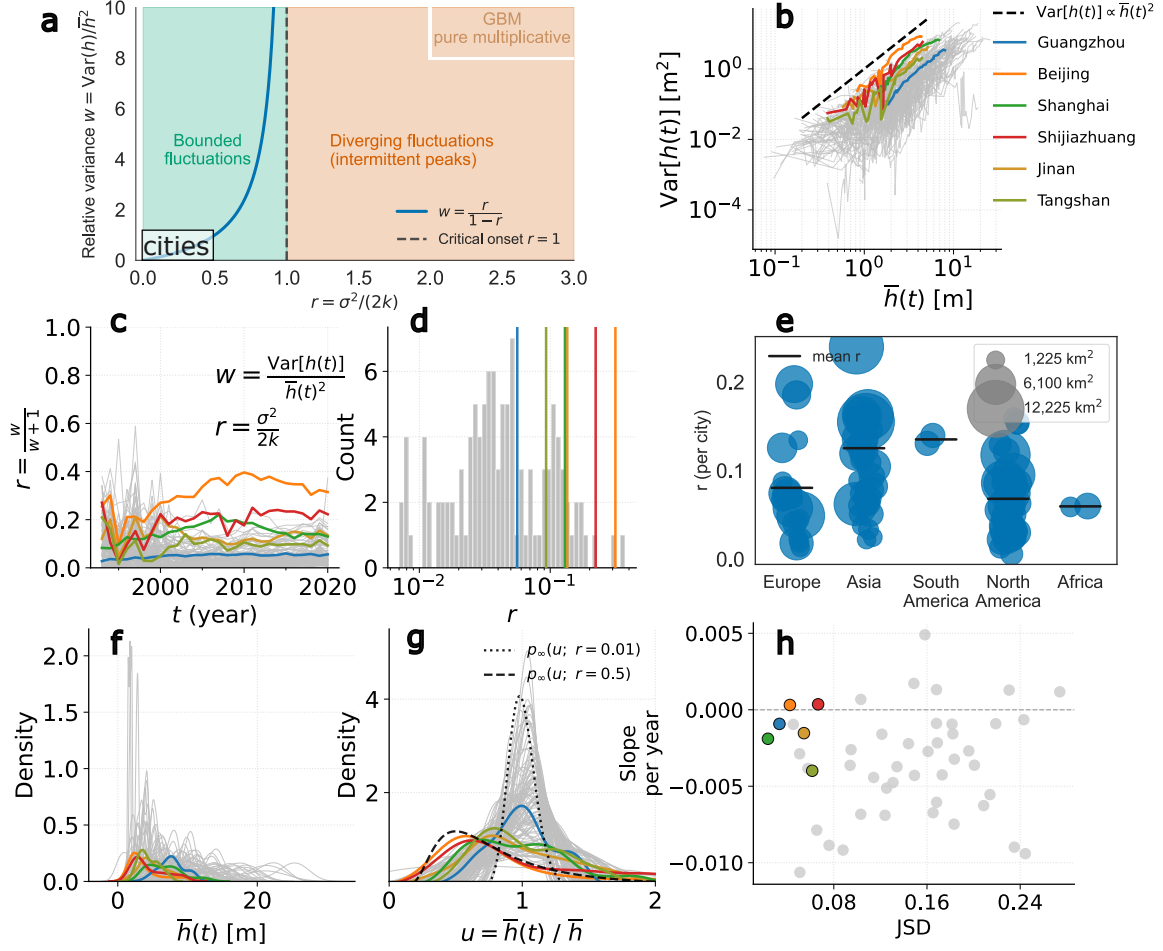 a
Relative variance w = Var(h)/h̅²
10
8
6
4
2
0
GBM
pure multiplicative
Bounded
fluctuations
Diverging fluctuations
(intermittent peaks)
w = r/(1 − r)
Critical onset r = 1
cities
0.0 0.5 1.0 1.5 2.0 2.5 3.0
r = σ²/(2k)
b
Var[h(t)] [m²]
10⁰
10⁻²
10⁻⁴
10⁻¹ 10⁰ 10¹
h̅(t) [m]
Var[h(t)] ∝ h̅(t)²
Guangzhou
Beijing
Shanghai
Shijiazhuang
Jinan
Tangshan
c
r = w/(w + 1)
1.0
0.8
0.6
0.4
0.2
0.0
w = Var[h(t)]/h̅(t)²
r = σ²/2k
2000 2010 2020
t (year)
d
Count
6
4
2
0
10⁻² 10⁻¹
r
e
r (per city)
0.2
0.1
0.0
mean r
1,225 km²
6,100 km²
12,225 km²
Europe Asia South America North America Africa
f
Density
2.0
1.5
1.0
0.5
0.0
0 20
h̅(t) [m]
g
Density
4
2
p∞(u; r = 0.01)
p∞(u; r = 0.5)
0 1 2
u = h̅(t) / h̅
h
Slope
per year
0.005
0.000
−0.005
−0.010
0.08 0.16 0.24
JSD